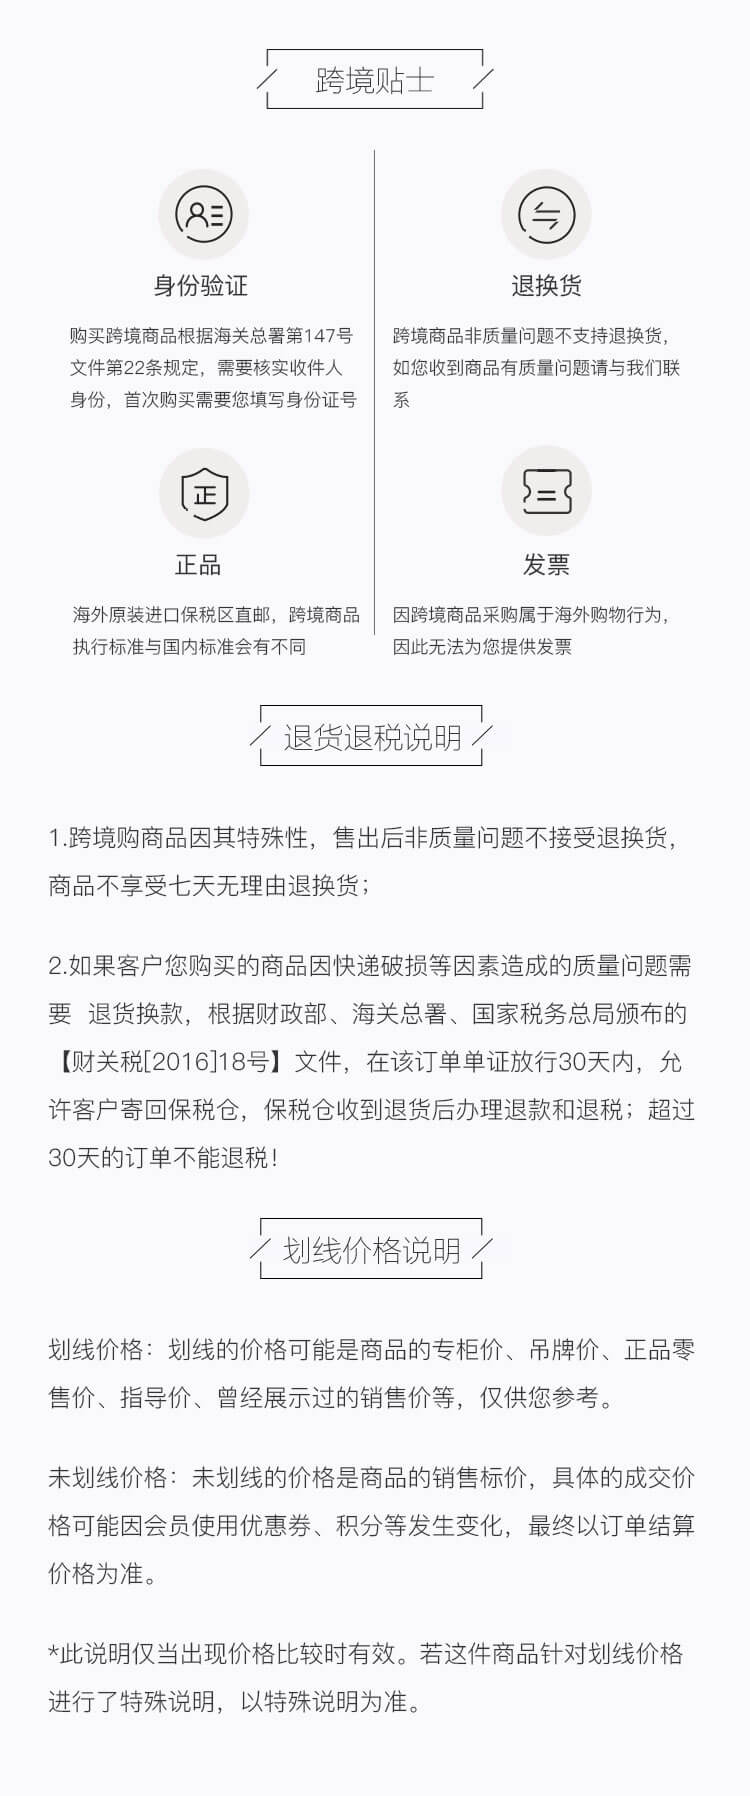 跨境贴士
身份验证
购买跨境商品根据海关总署第147号
文件第22条规定，需要核实收件人
身份，首次购买需要您填写身份证号
退换货
跨境商品非质量问题不支持退换货，
如您收到商品有质量问题请与我们联
系
正
正品
海外原装进口保税区直邮，跨境商品
执行标准与国内标准会有不同
发票
因跨境商品采购属于海外购物行为，
因此无法为您提供发票
退货退税说明
1.跨境购商品因其特殊性，售出后非质量问题不接受退换货，
商品不享受七天无理由退换货；
2.如果客户您购买的商品因快递破损等因素造成的质量问题需
要 退货换款，根据财政部、海关总署、国家税务总局颁布的
【财关税[2016]18号】文件，在该订单单证放行30天内，允
许客户寄回保税仓，保税仓收到退货后办理退款和退税；超过
30天的订单不能退税！
划线价格说明
划线价格：划线的价格可能是商品的专柜价、吊牌价、正品零
售价、指导价、曾经展示过的销售价等，仅供您参考。
未划线价格：未划线的价格是商品的销售标价，具体的成交价
格可能因会员使用优惠券、积分等发生变化，最终以订单结算
价格为准。
*此说明仅当出现价格比较时有效。若这件商品针对划线价格
进行了特殊说明，以特殊说明为准。